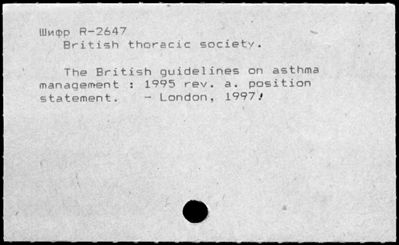 Шифр R-2647
British thoracic society.
The British guidelines on asthma
management : 1995 rev. a. position
statement. - London, 1997!